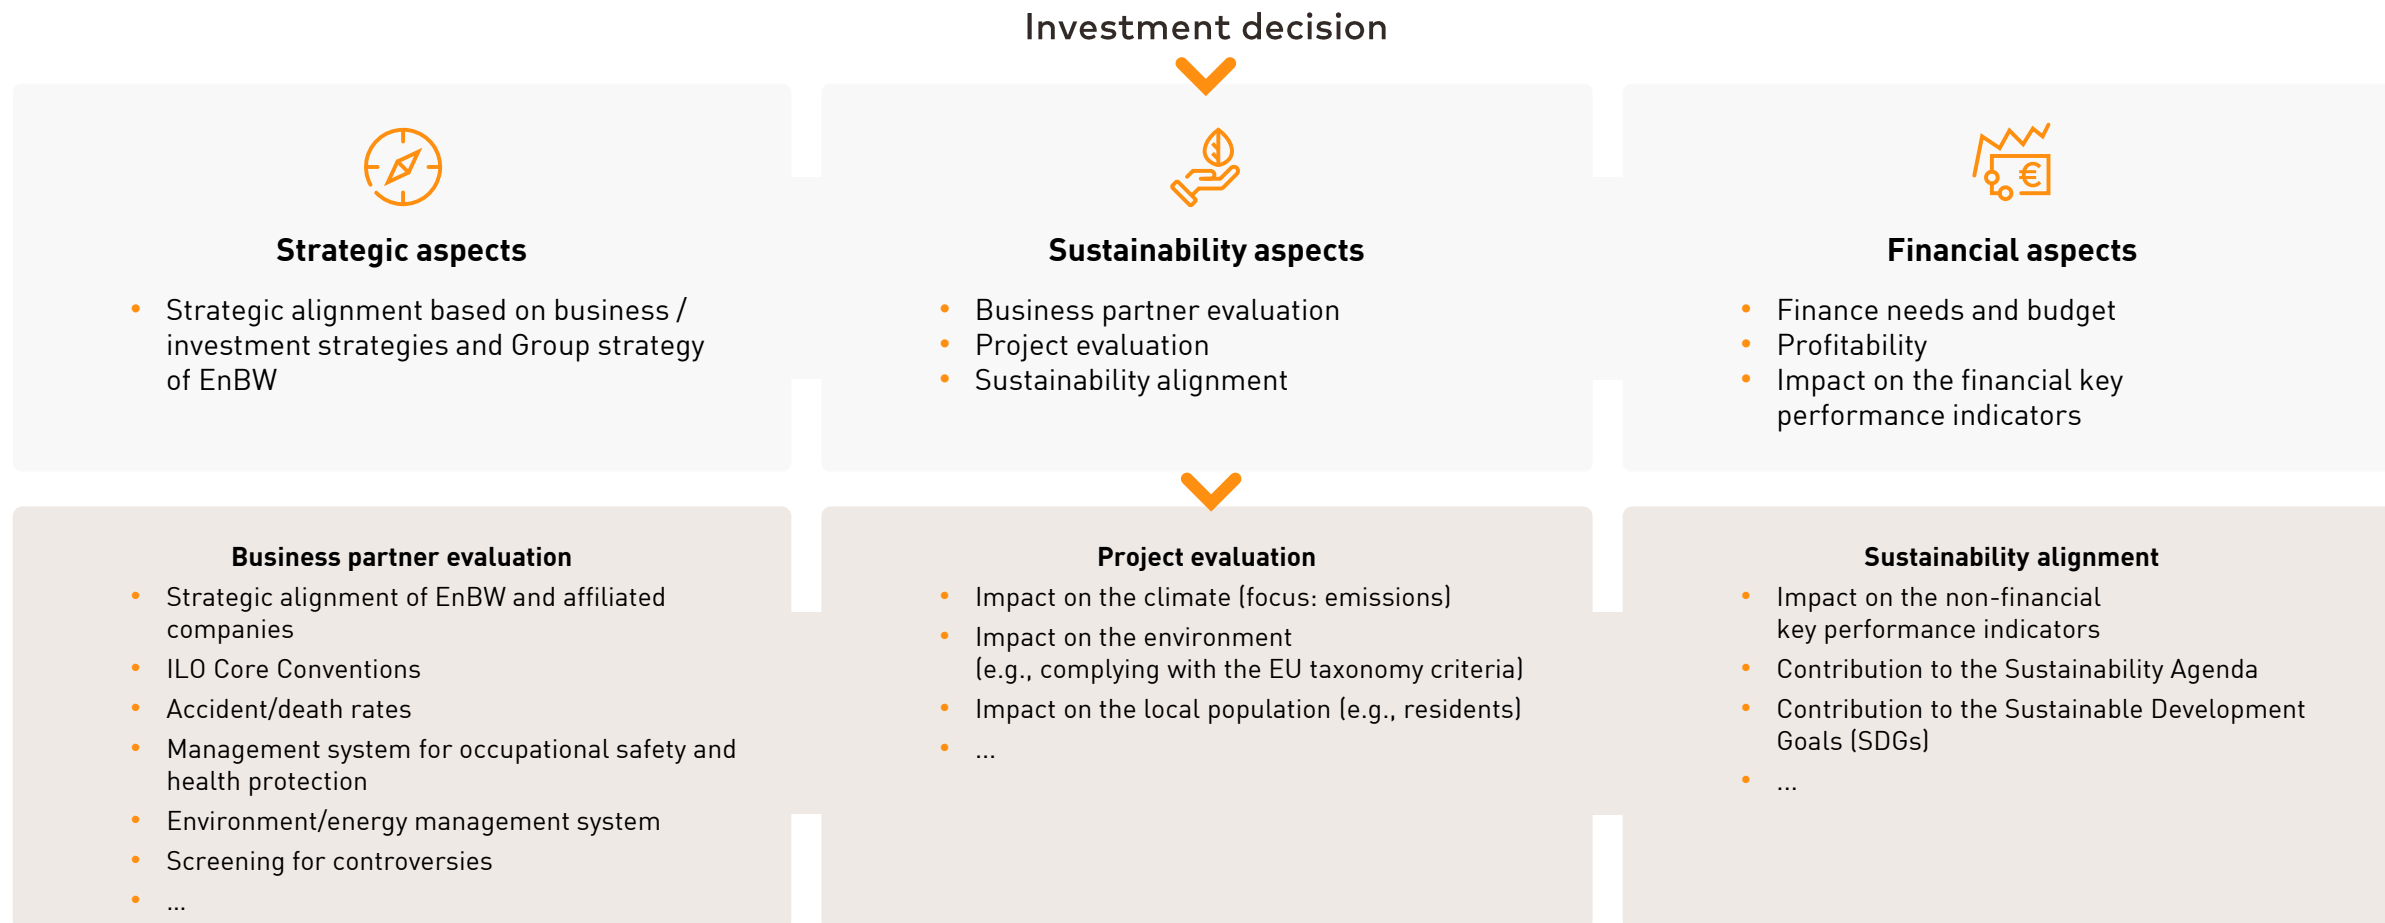 Investment decision
Strategic aspects
• Strategic alignment based on business /
investment strategies and Group strategy
of EnBW
Sustainability aspects
• Business partner evaluation
• Project evaluation
• Sustainability alignment
Financial aspects
• Finance needs and budget
• Profitability
• Impact on the financial key
performance indicators
Business partner evaluation
• Strategic alignment of EnBW and affiliated
companies
• ILO Core Conventions
• Accident/death rates
• Management system for occupational safety and
health protection
• Environment/energy management system
• Screening for controversies
• ...
Project evaluation
• Impact on the climate (focus: emissions)
• Impact on the environment
(e.g., complying with the EU taxonomy criteria)
• Impact on the local population (e.g., residents)
• ...
Sustainability alignment
• Impact on the non-financial
key performance indicators
• Contribution to the Sustainability Agenda
• Contribution to the Sustainable Development
Goals (SDGs)
• ...